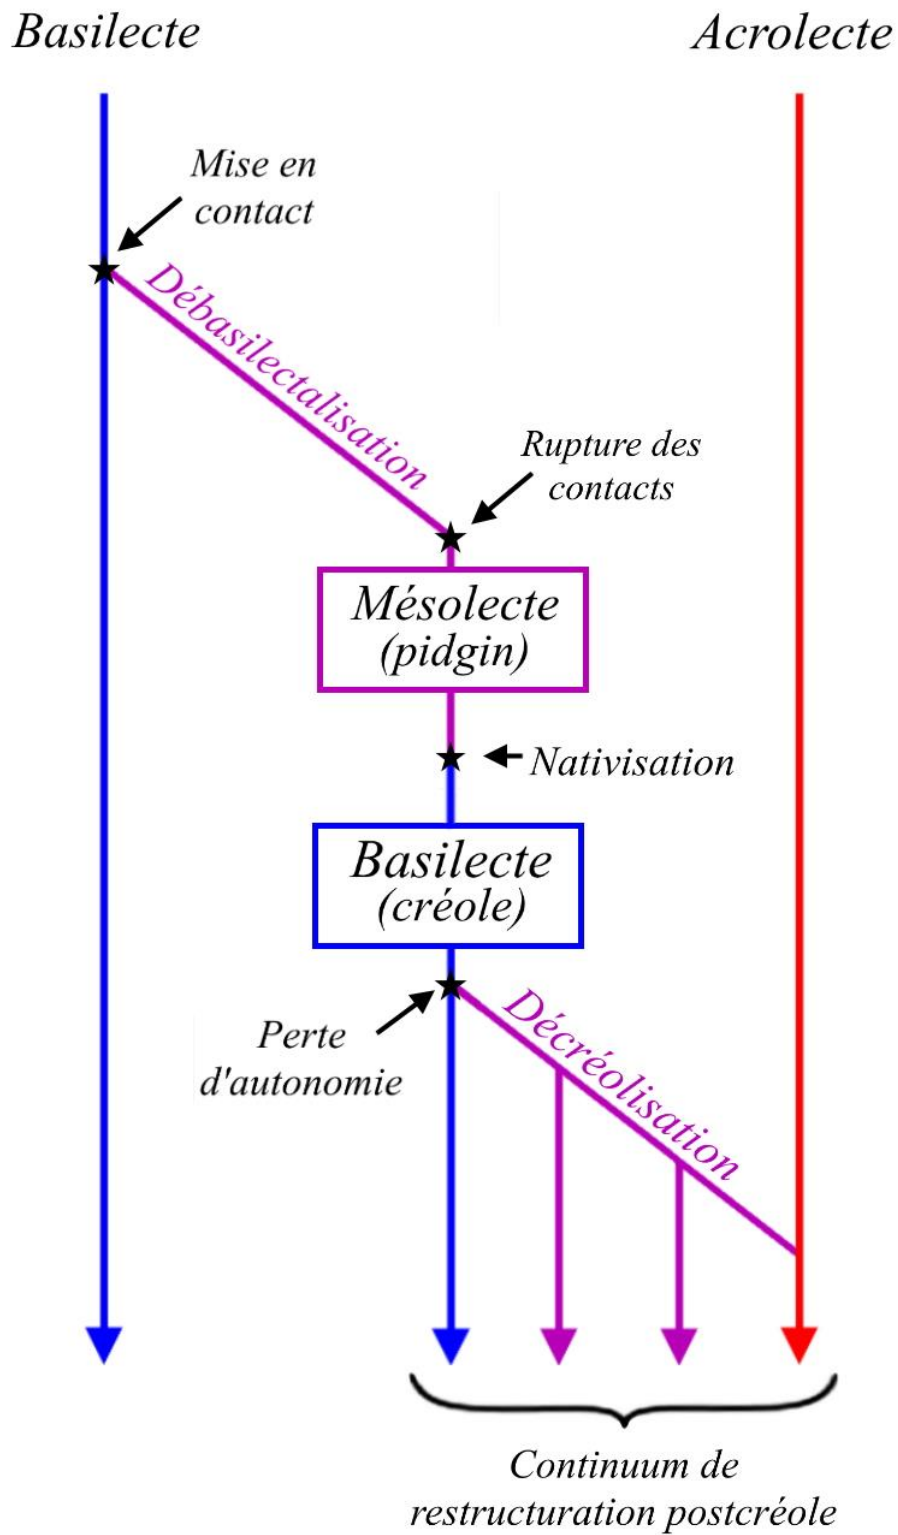 Basilecte
Acrolecte
Mise en
contact
Débasilectalisation
Rupture des
contacts
Mésolecte
(pidgin)
Nativisation
Basilecte
(créole)
Perte
d'autonomie
Décréolisation
Continuum de
restructuration postcréole